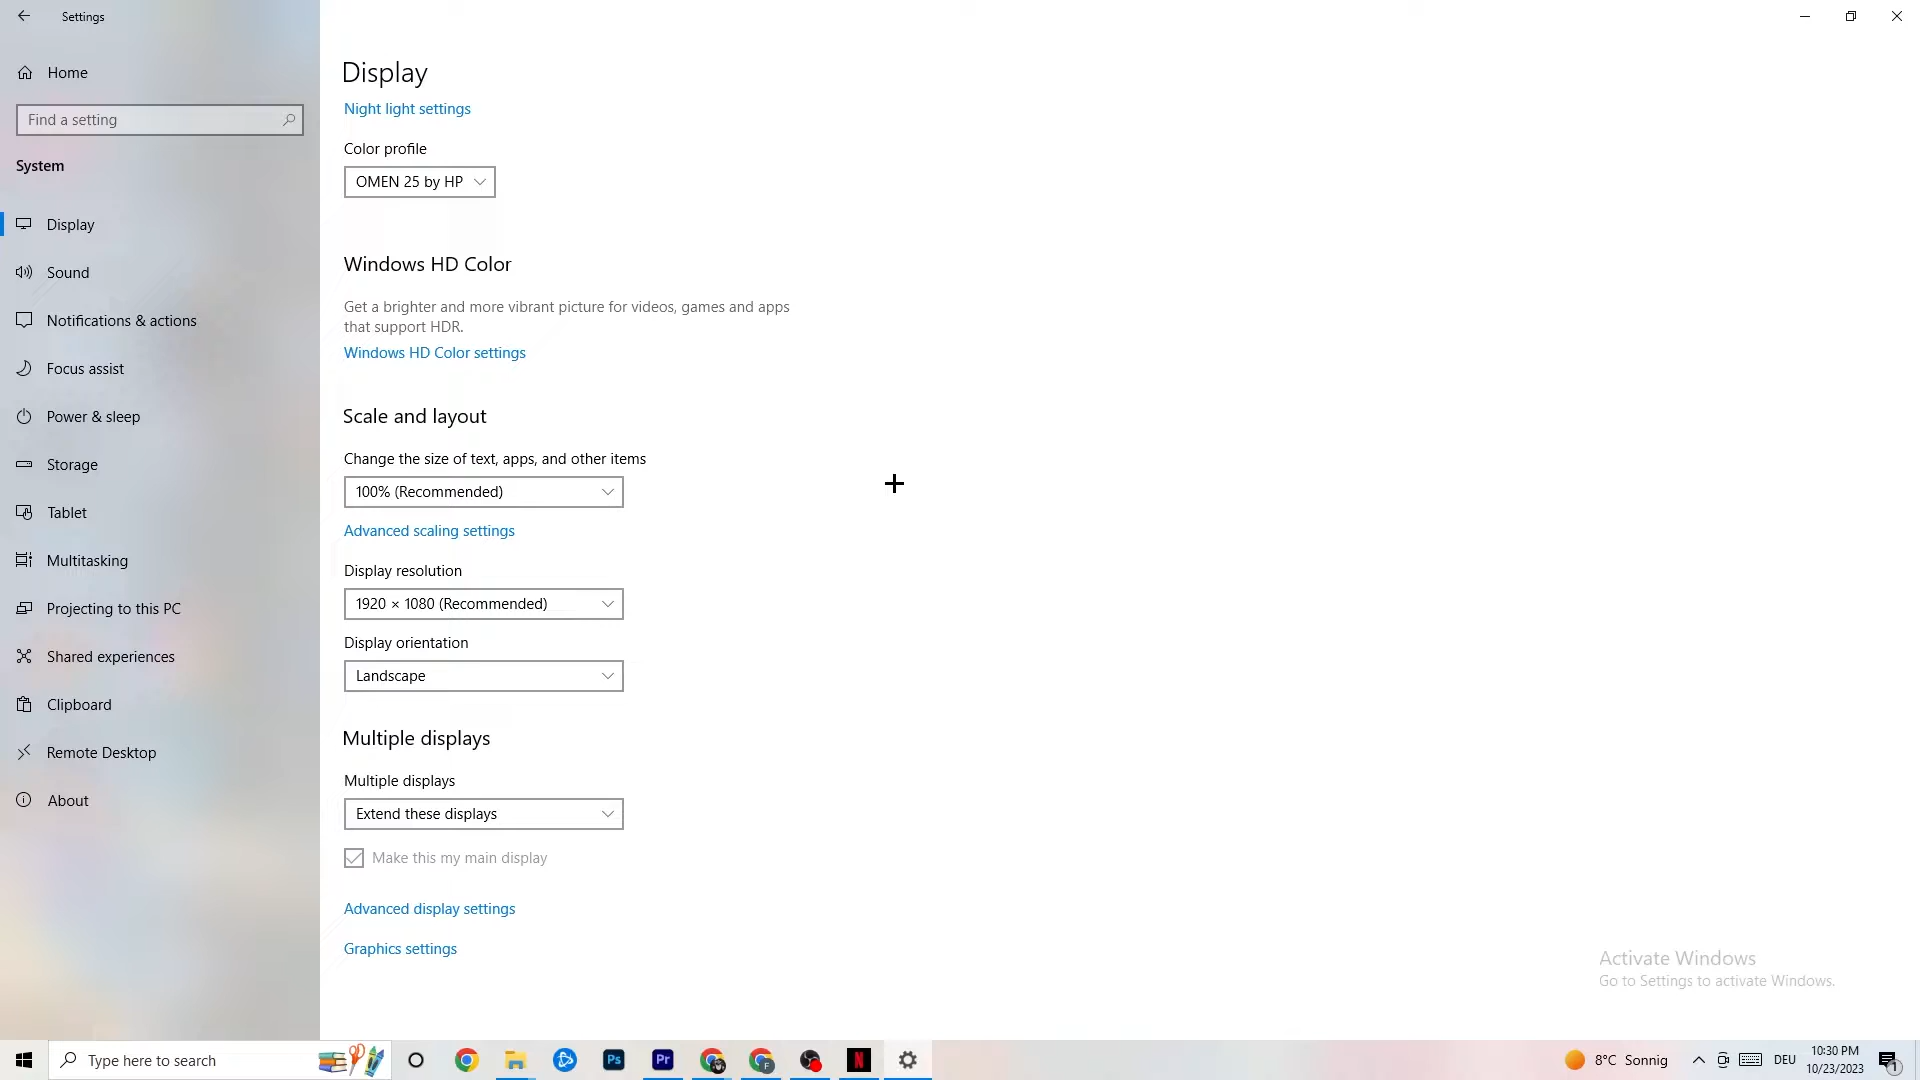 Settings
Home
Find a setting
System
Display
Sound
Notifications & actions
Focus assist
Power & sleep
Storage
Tablet
Multitasking
Projecting to this PC
Shared experiences
Clipboard
Remote Desktop
About
Display
Night light settings
Color profile
OMEN 25 by HP
Windows HD Color
Get a brighter and more vibrant picture for videos, games and apps
that support HDR.
Windows HD Color settings
Scale and layout
Change the size of text, apps, and other items
100% (Recommended)
Advanced scaling settings
Display resolution
1920 × 1080 (Recommended)
Display orientation
Landscape
Multiple displays
Multiple displays
Extend these displays
Make this my main display
Advanced display settings
Graphics settings
Activate Windows
Go to Settings to activate Windows.
Type here to search
Ps
Pr
F
N
8°C Sonnig
DEU
10:30 PM
10/23/2023
1